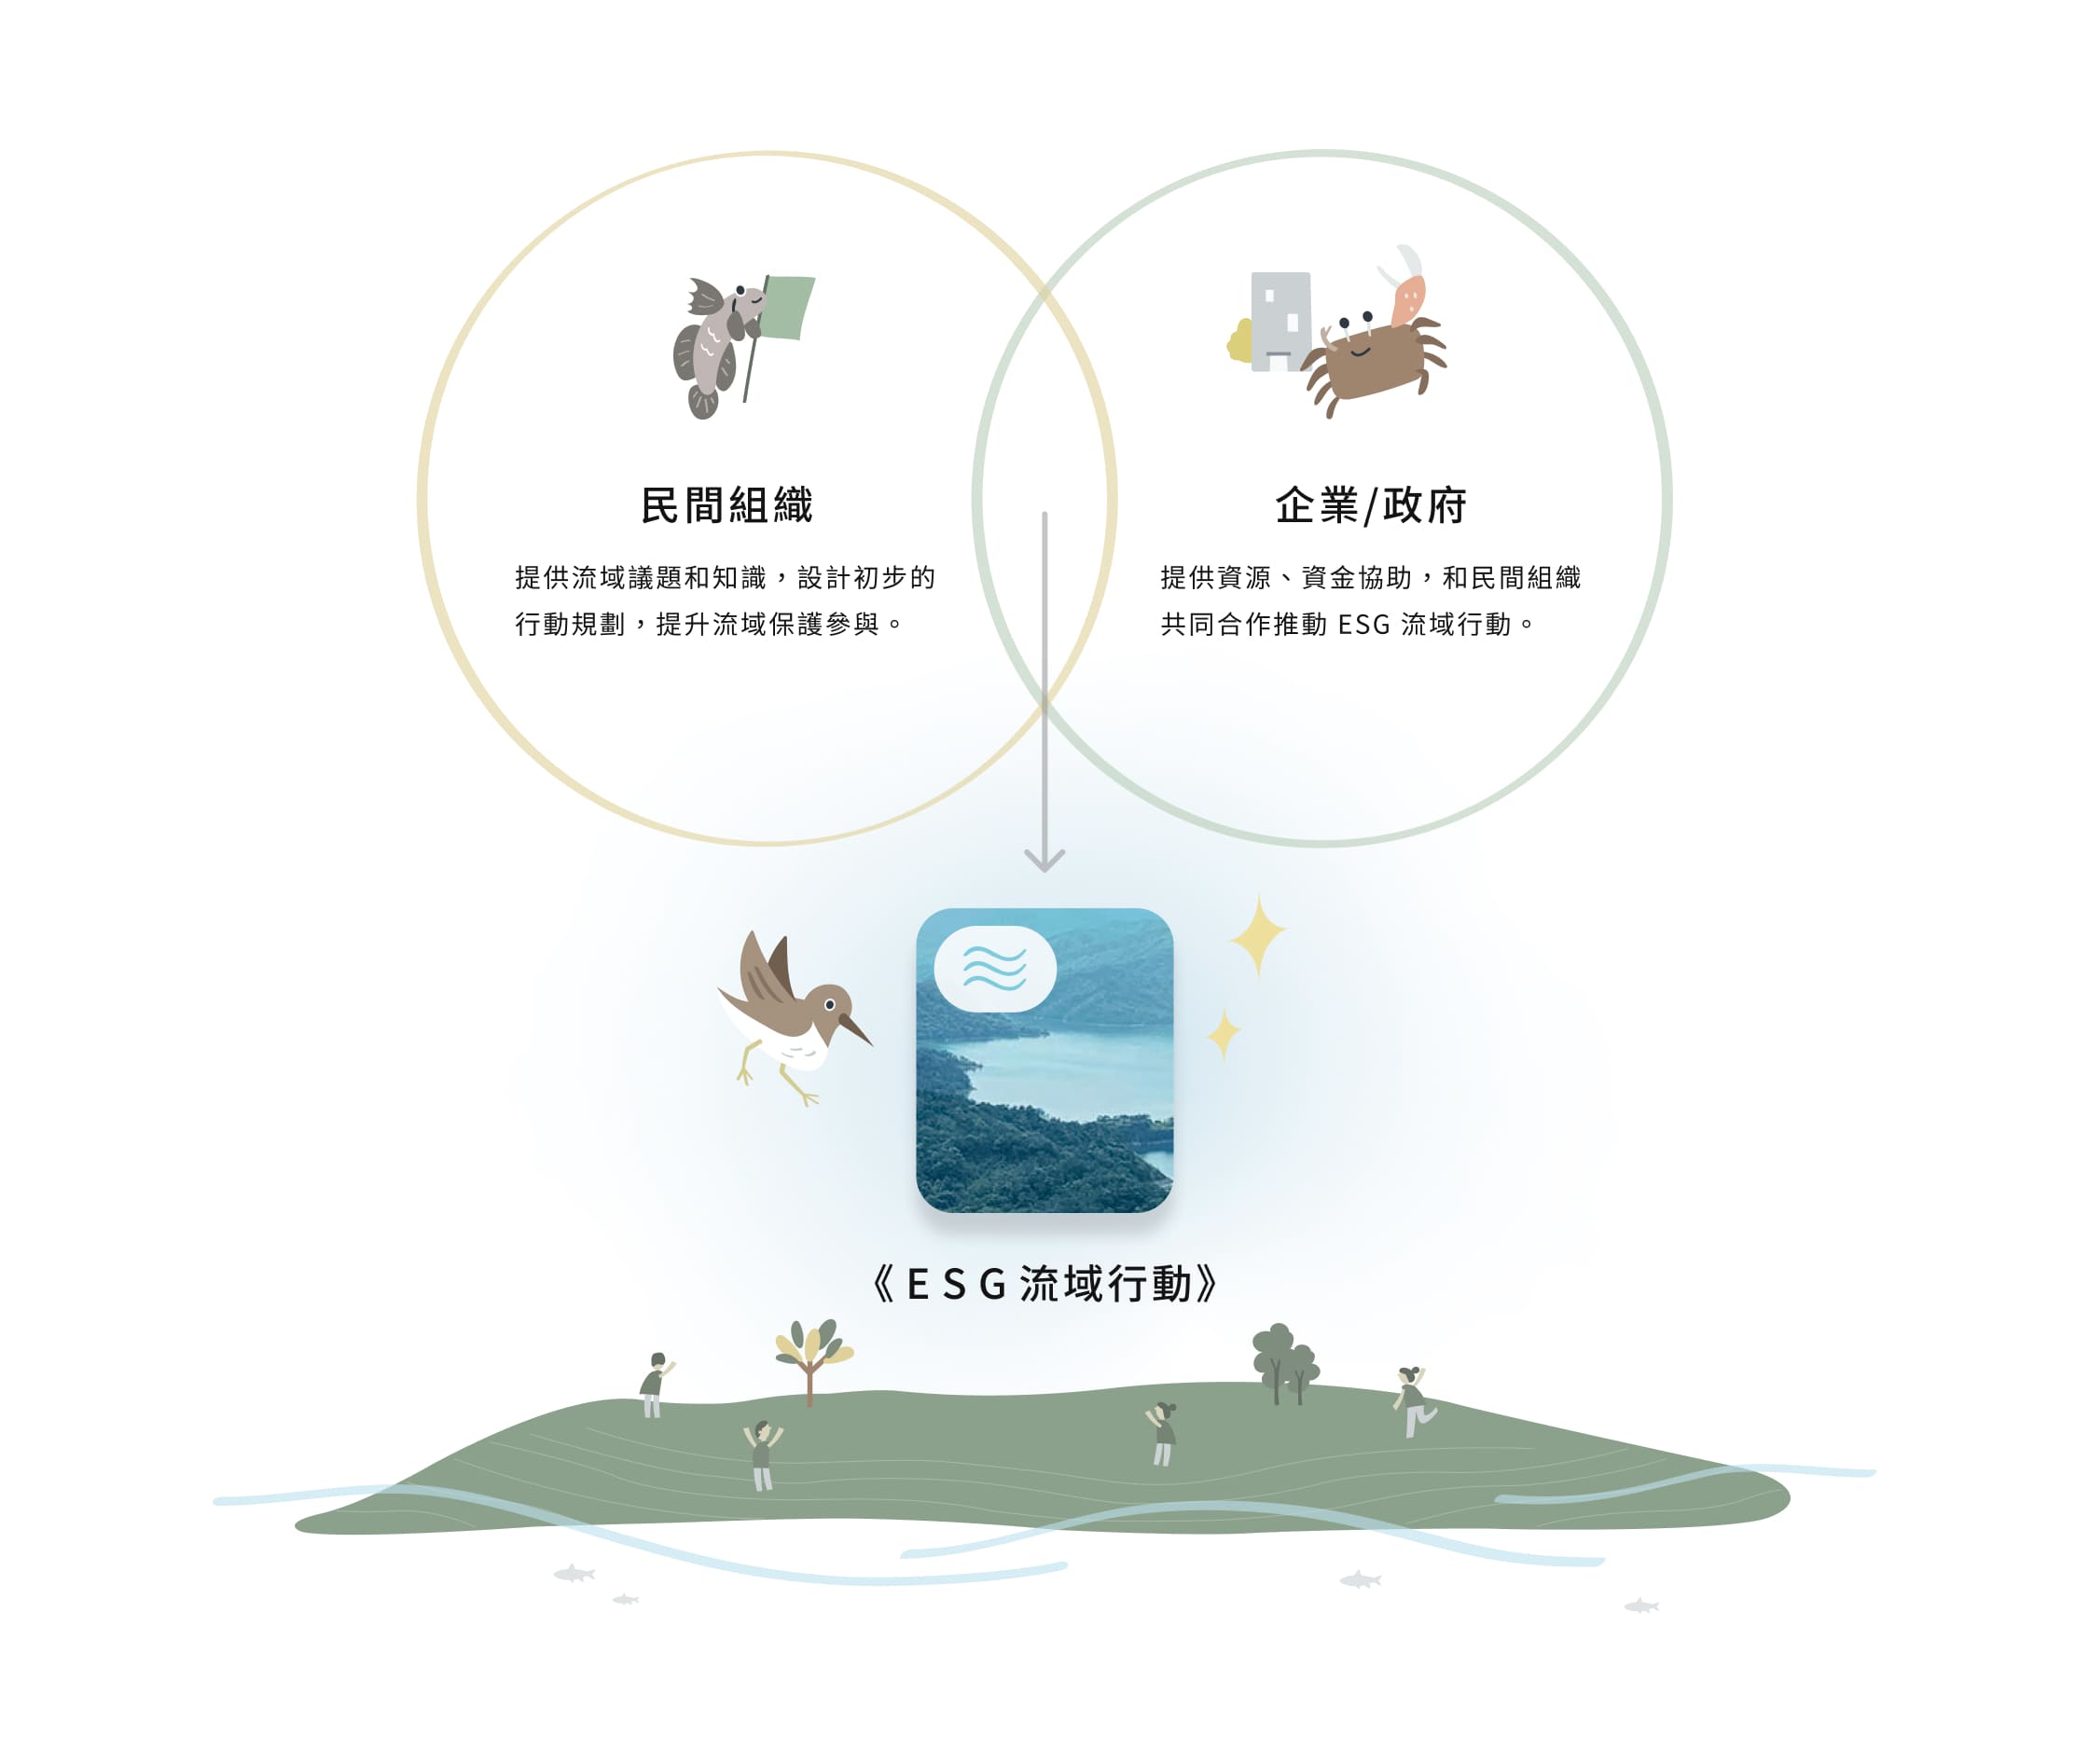 民間組織
提供流域議題和知識，設計初步的
行動規劃，提升流域保護參與。
企業/政府
提供資源、資金協助，和民間組織
共同合作推動 ESG 流域行動。
《ESG流域行動》